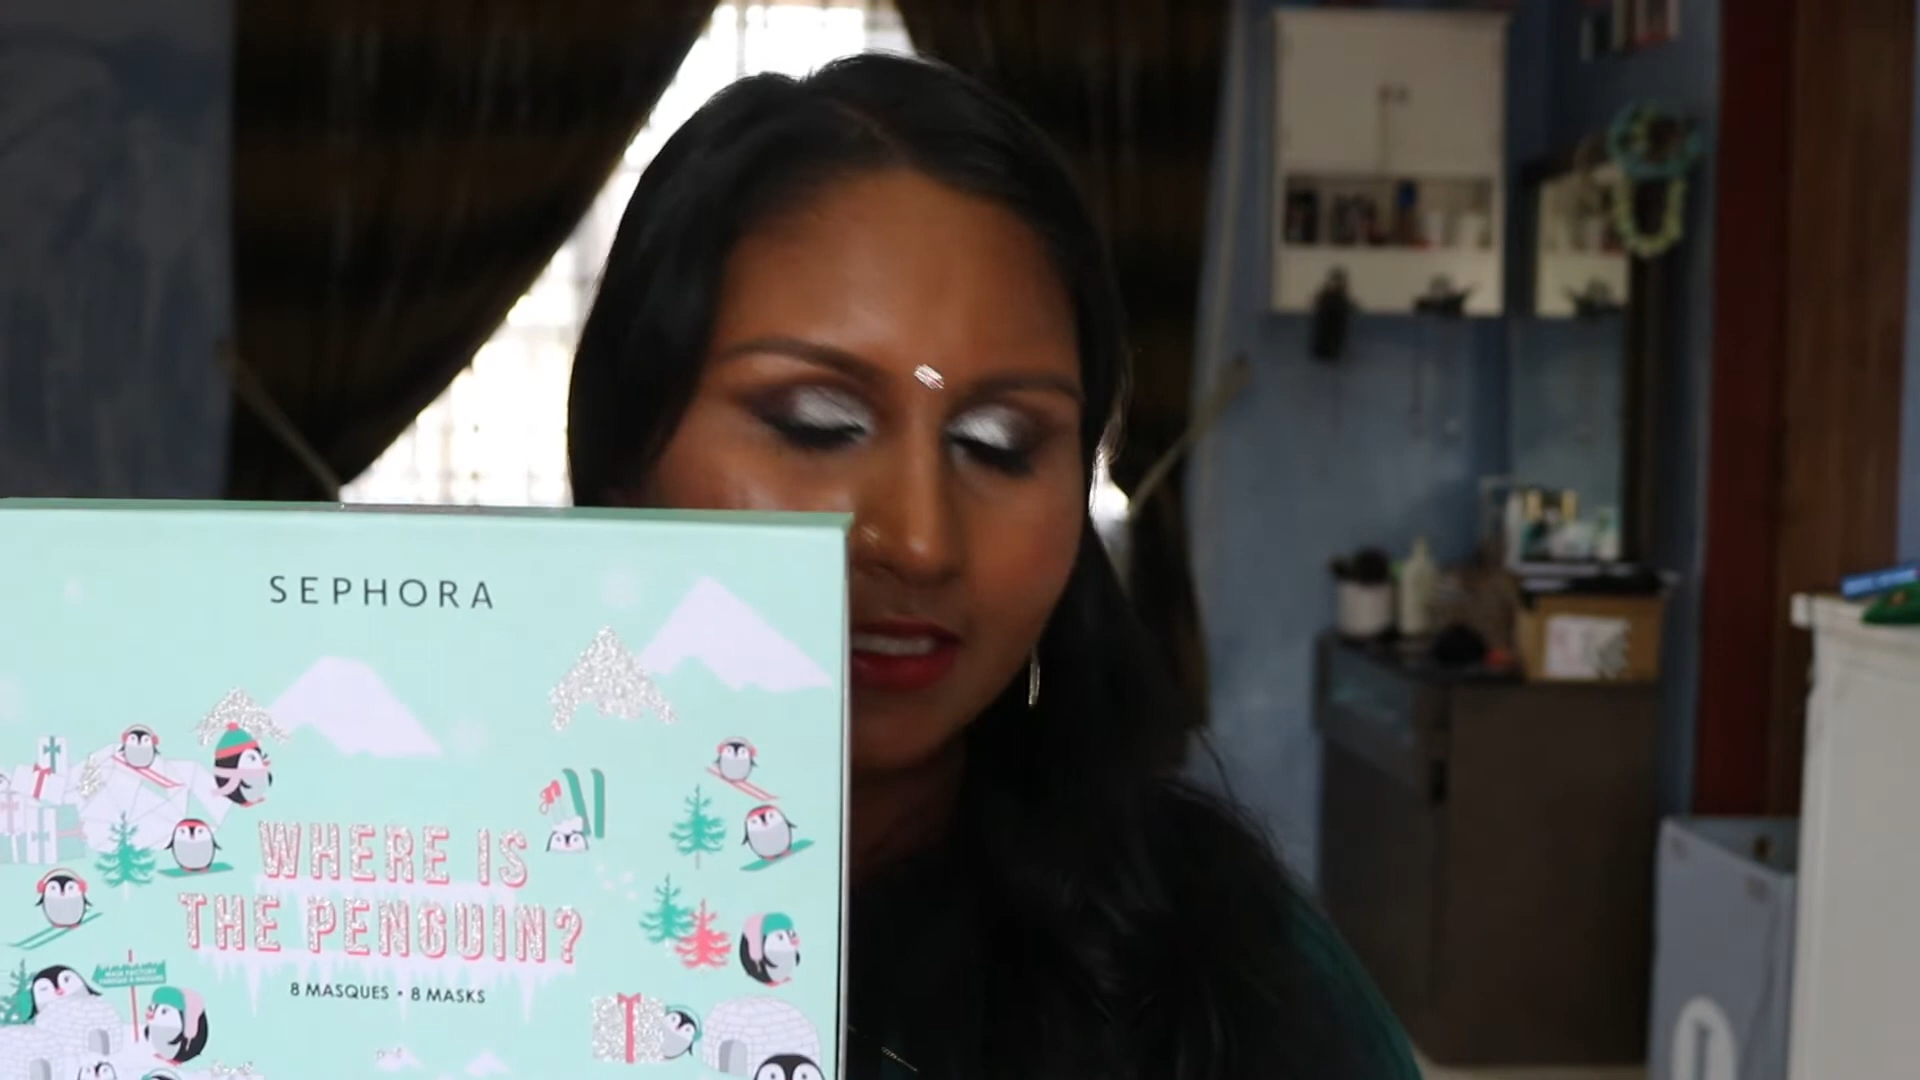 SEPHORA
WHERE IS
THE PENGUIN?
8 MASQUES • 8 MASKS